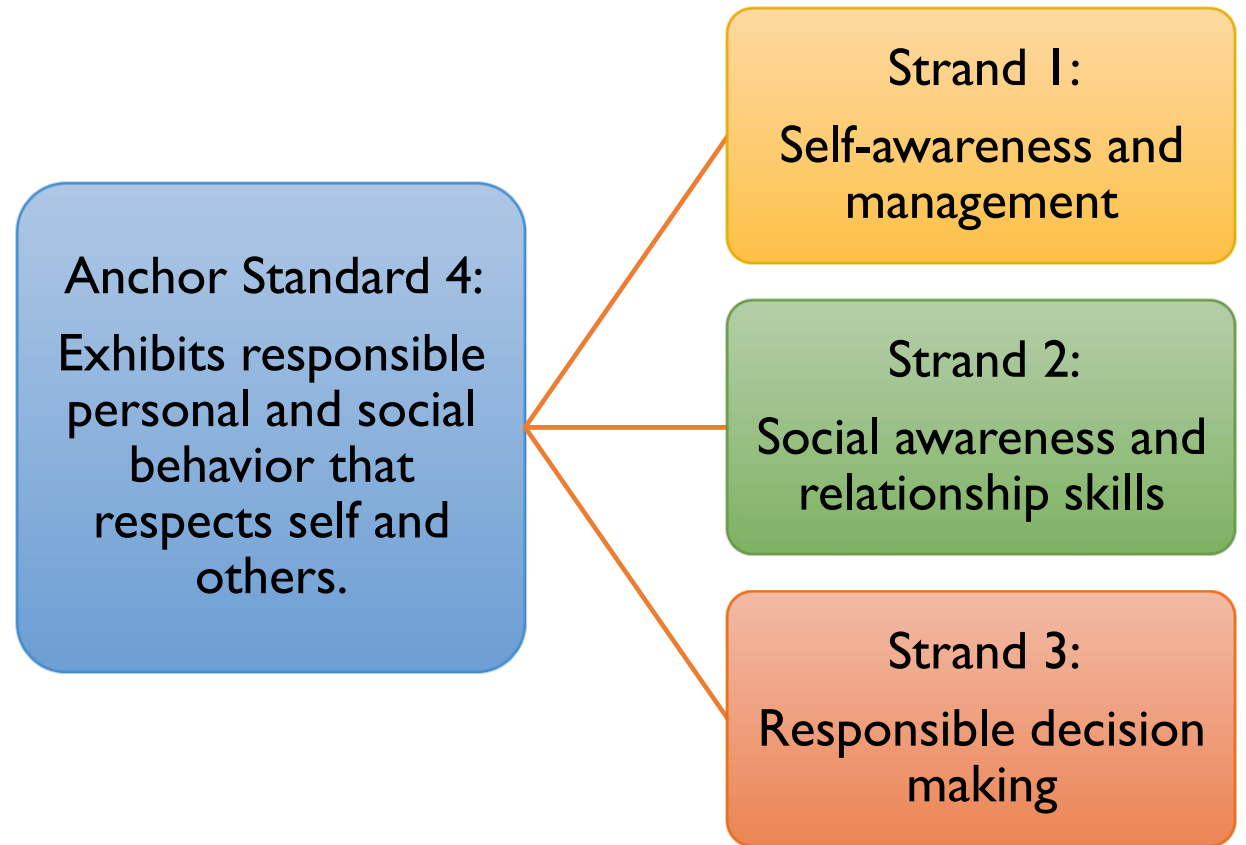 Anchor Standard 4:
Exhibits responsible
personal and social
behavior that
respects self and
others.
Strand 1:
Self-awareness and
management
Strand 2:
Social awareness and
relationship skills
Strand 3:
Responsible decision
making